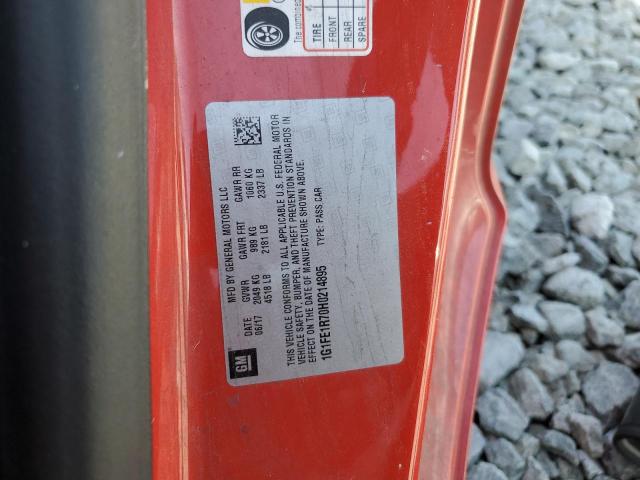 The combined
TIRE
FRONT
REAR
SPARE
GM
MFD BY GENERAL MOTORS LLC
DATE GVWR GAWR FRT GAWR RR
06/17 2049 KG 989 KG 1060 KG
4518 LB 2181 LB 2337 LB
THIS VEHICLE CONFORMS TO ALL APPLICABLE U.S. FEDERAL MOTOR
VEHICLE SAFETY, BUMPER, AND THEFT PREVENTION STANDARDS IN
EFFECT ON THE DATE OF MANUFACTURE SHOWN ABOVE.
1G1FE1R70H0214895 TYPE: PASS CAR